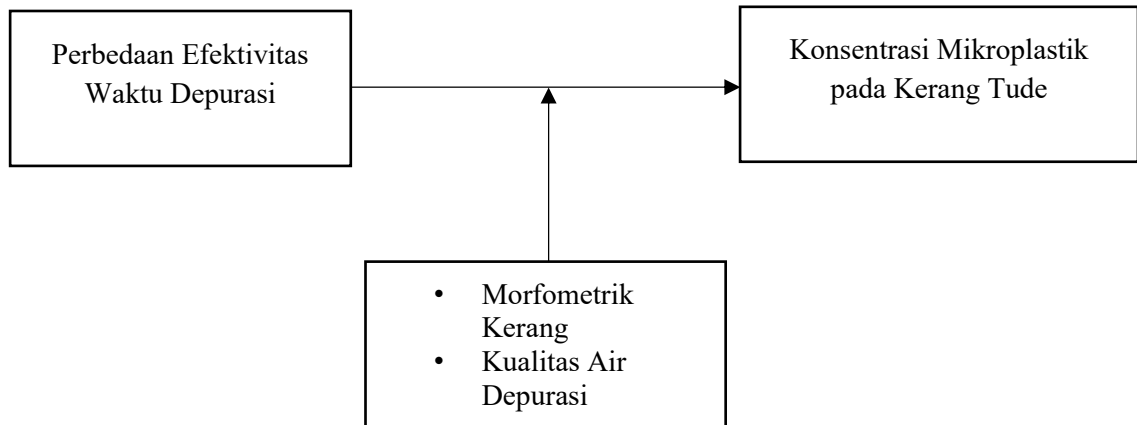 Perbedaan Efektivitas
Waktu Depurasi
Konsentrasi Mikroplastik
pada Kerang Tude
• Morfometrik
Kerang
• Kualitas Air
Depurasi